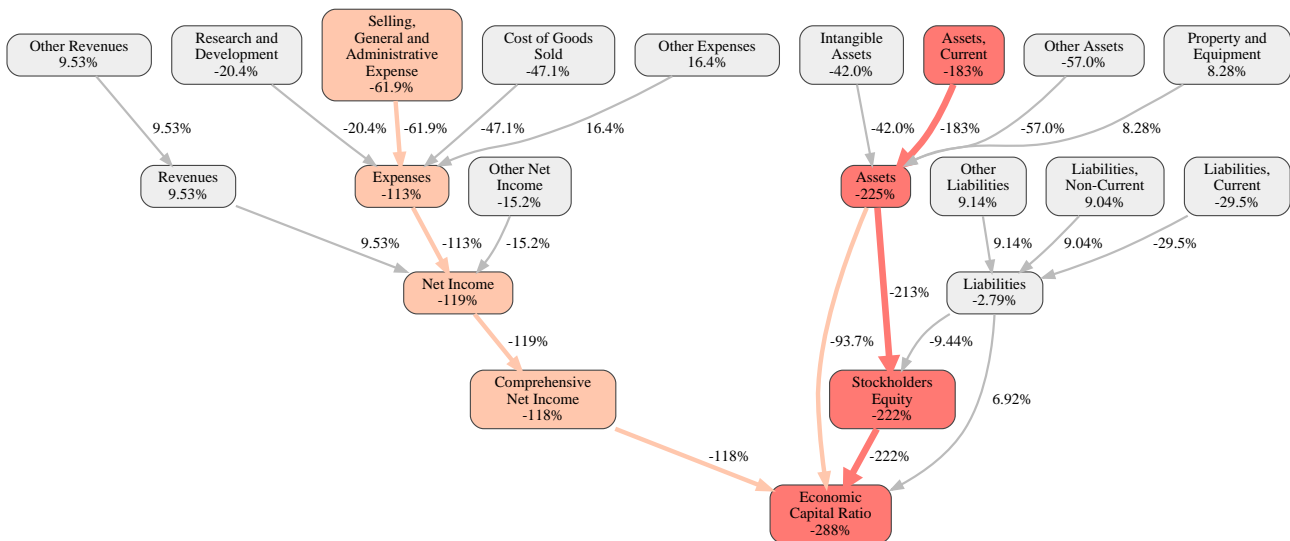 Other Revenues
9.53%
Research and
Development
-20.4%
Selling,
General and
Administrative
Expense
-61.9%
Cost of Goods
Sold
-47.1%
Other Expenses
16.4%
Intangible
Assets
-42.0%
Assets,
Current
-183%
Other Assets
-57.0%
Property and
Equipment
8.28%
9.53%
-20.4%
-61.9%
-47.1%
16.4%
-42.0%
-183%
-57.0%
8.28%
Revenues
9.53%
Expenses
-113%
Other Net
Income
-15.2%
Assets
-225%
Other
Liabilities
9.14%
Liabilities,
Non-Current
9.04%
Liabilities,
Current
-29.5%
9.53%
-113%
-15.2%
9.14%
9.04%
-29.5%
Net Income
-119%
-213%
Liabilities
-2.79%
-119%
-93.7%
-9.44%
Comprehensive
Net Income
-118%
Stockholders
Equity
-222%
6.92%
-118%
-222%
Economic
Capital Ratio
-288%